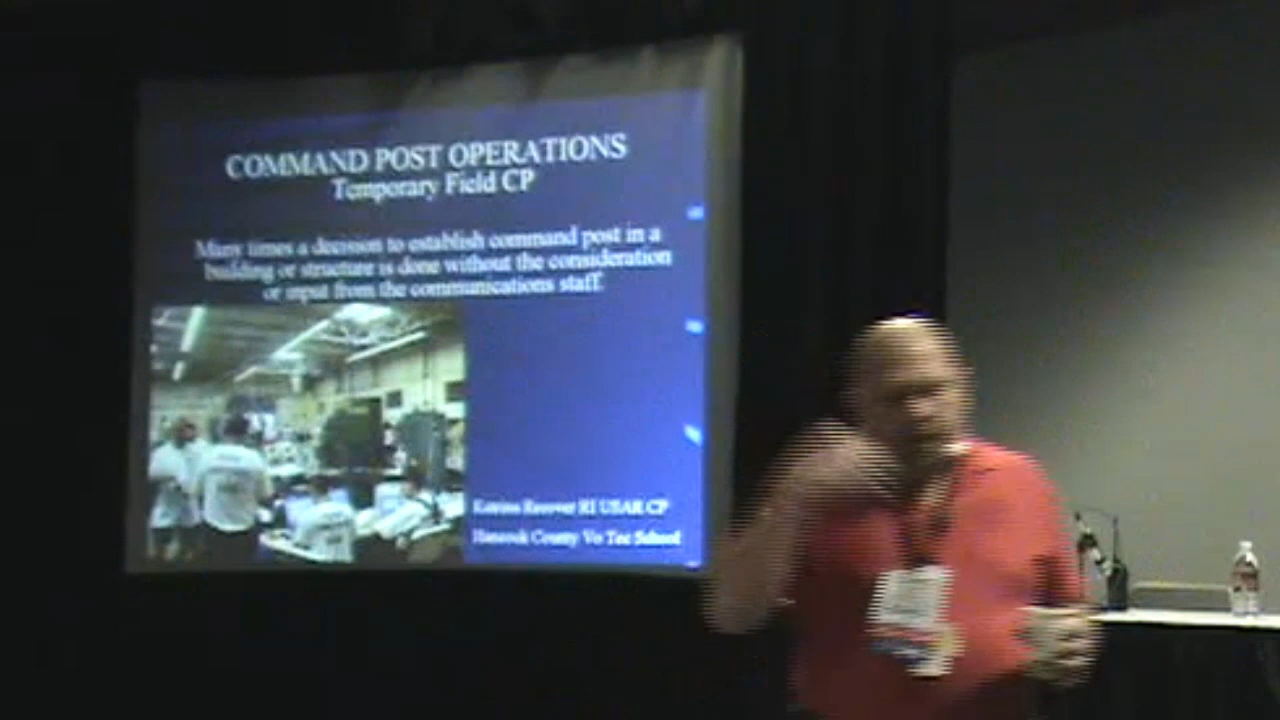 COMMAND POST OPERATIONS
Temporary Field CP
Many times a decision to establish command post in a
building or structure is done without the consideration
or input from the communications staff.
Katrina RI USAR CP
Hancock County Vo Tec School